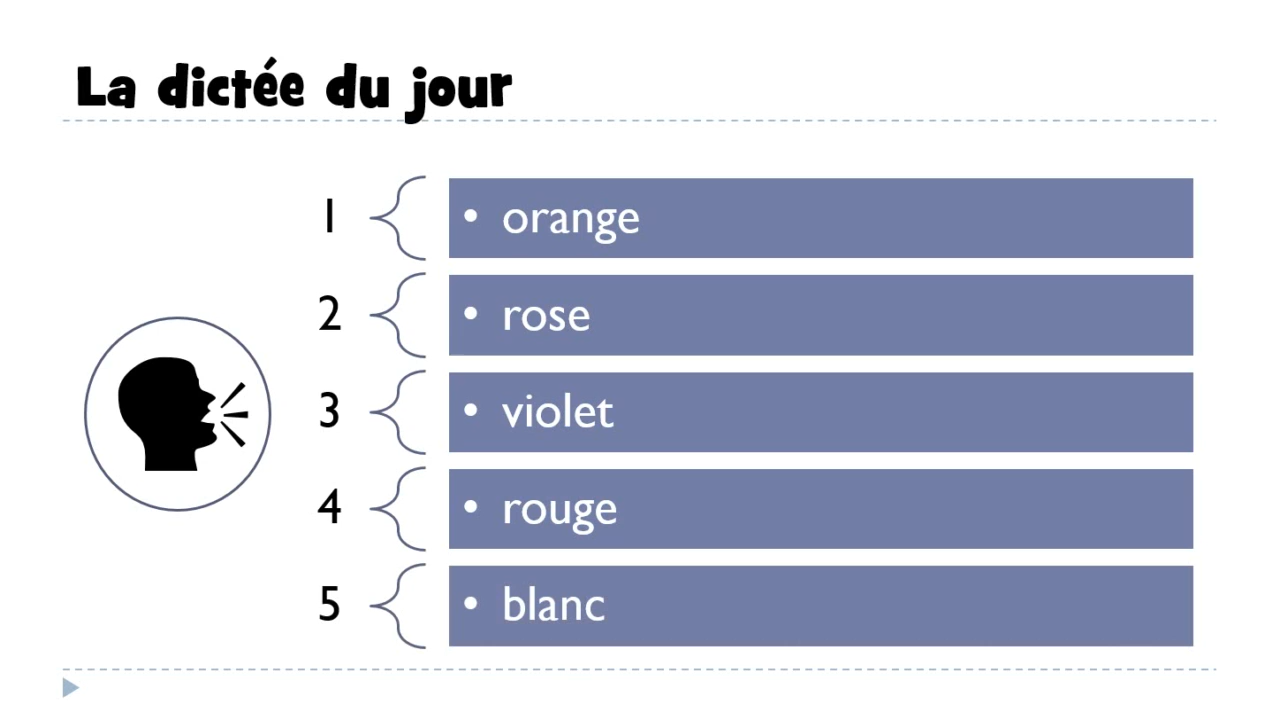 La dictée du jour
1 • orange
2 • rose
3 • violet
4 • rouge
5 • blanc